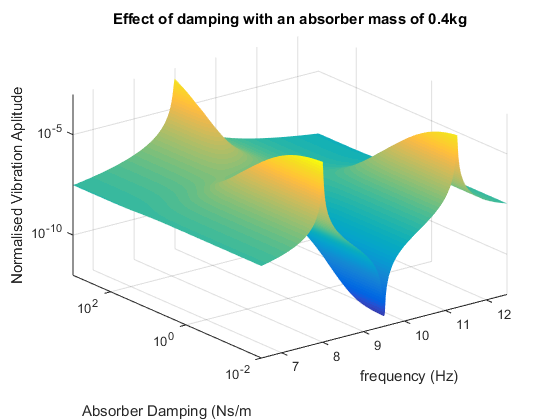 Effect of damping with an absorber mass of 0.4kg
Normalised Vibration Aplitude
10^-5
10^-10
10^2
10^0
10^-2
7
8
9
10
11
12
frequency (Hz)
Absorber Damping (Ns/m